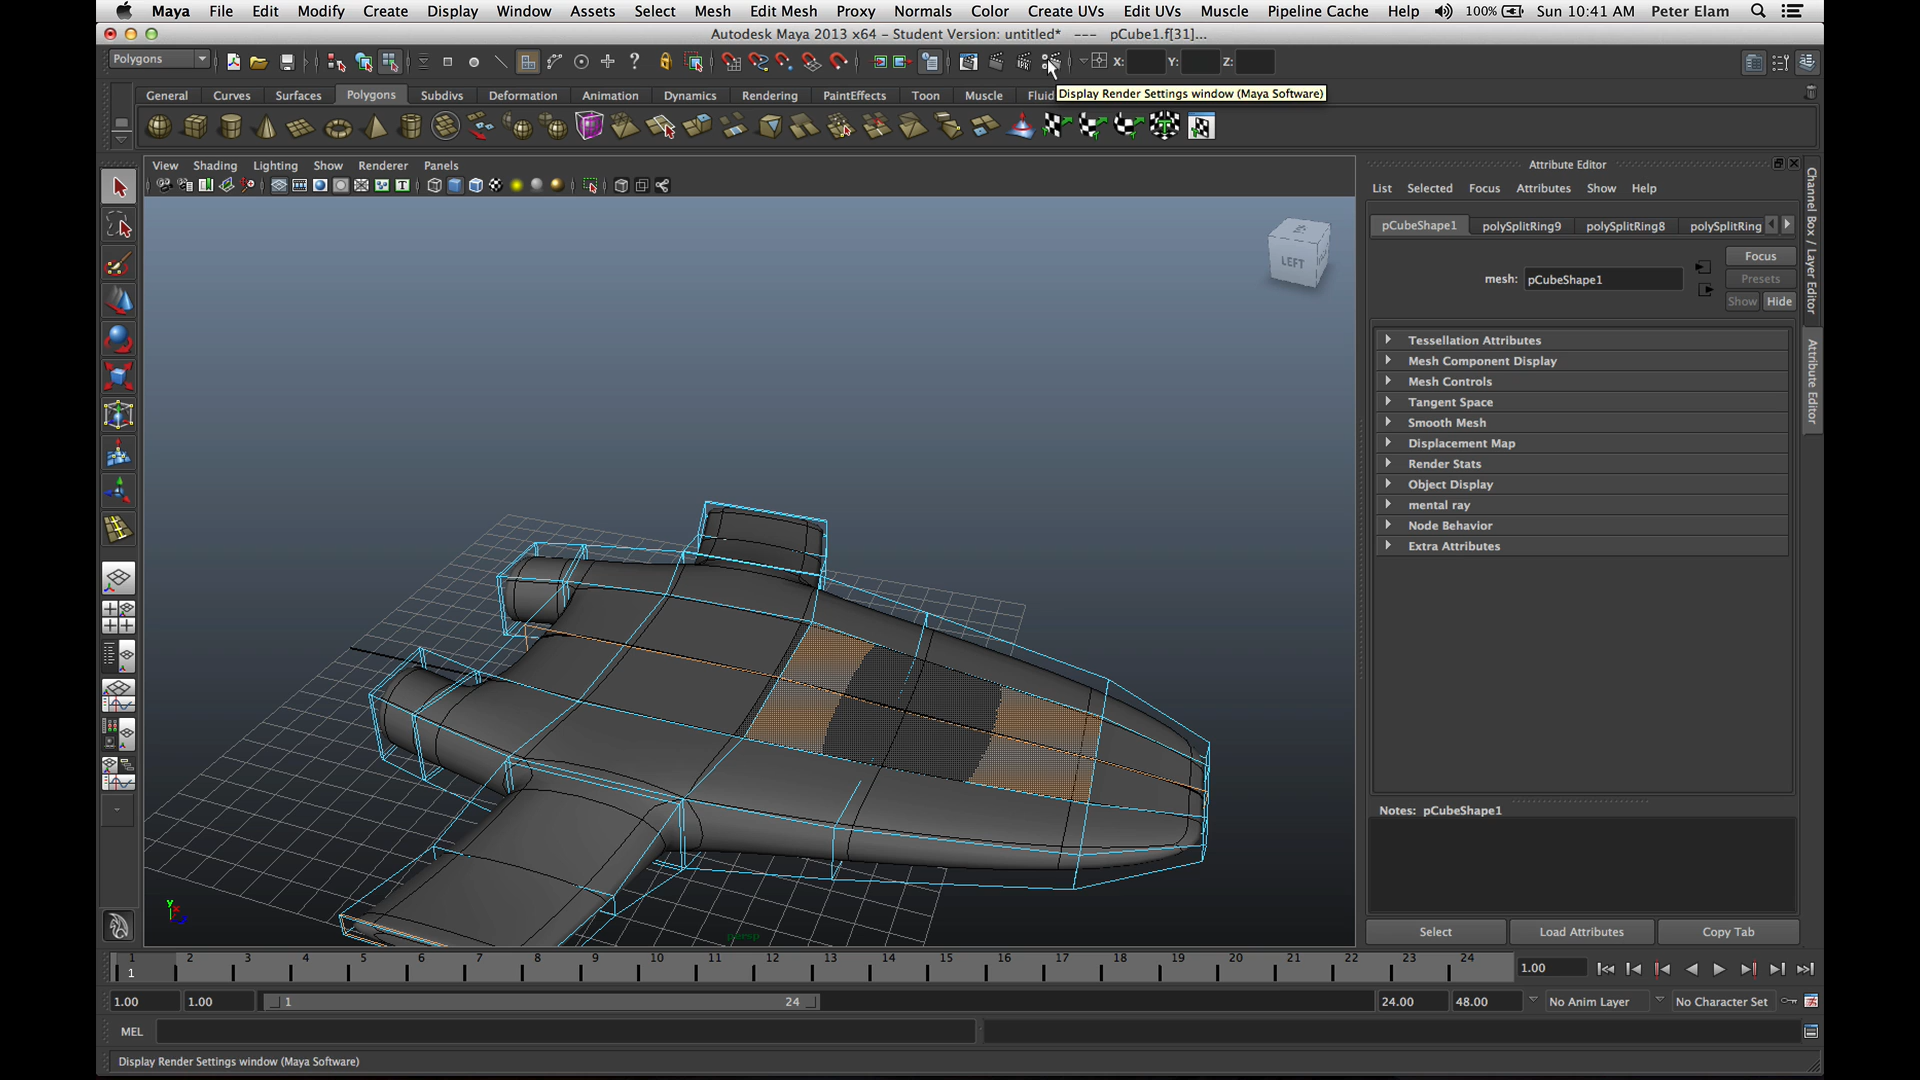 Maya File Edit Modify Create Display Window Assets Select Mesh Edit Mesh Proxy Normals Color Create UVs Edit UVs Muscle Pipeline Cache Help 100% Sun 10:41 AM Peter Elam
Autodesk Maya 2013 x64 - Student Version: untitled* --- pCube1.f[31]...
Polygons X: Y: Z:
General Curves Surfaces Polygons Subdivs Deformation Animation Dynamics Rendering PaintEffects Toon Muscle Fluid
Display Render Settings window (Maya Software)
View Shading Lighting Show Renderer Panels
Attribute Editor
List Selected Focus Attributes Show Help
pCubeShape1 polySplitRing9 polySplitRing8 polySplitRing
Focus
mesh: pCubeShape1
Presets
Show Hide
Tessellation Attributes
Mesh Component Display
Mesh Controls
Tangent Space
Smooth Mesh
Displacement Map
Render Stats
Object Display
mental ray
Node Behavior
Extra Attributes
Channel Box / Layer Editor
Attribute Editor
LEFT
Notes: pCubeShape1
Select Load Attributes Copy Tab
y
persp
1 2 3 4 5 6 7 8 9 10 11 12 13 14 15 16 17 18 19 20 21 22 23 24
1 1.00
1.00 1.00 1 24 24.00 48.00 No Anim Layer No Character Set
MEL
Display Render Settings window (Maya Software)